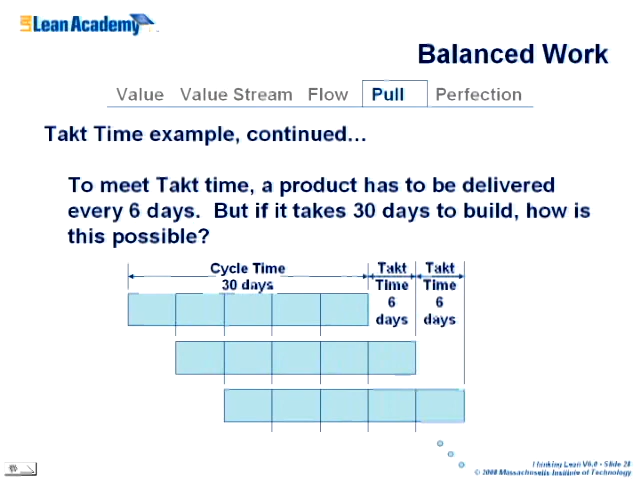 LAI Lean Academy
Balanced Work
Value Value Stream Flow Pull Perfection
Takt Time example, continued...
To meet Takt time, a product has to be delivered
every 6 days. But if it takes 30 days to build, how is
this possible?
Cycle Time
30 days
Takt
Time
6
days
Takt
Time
6
days
Thinking Lean V6.0 - Slide 28
© 2008 Massachusetts Institute of Technology